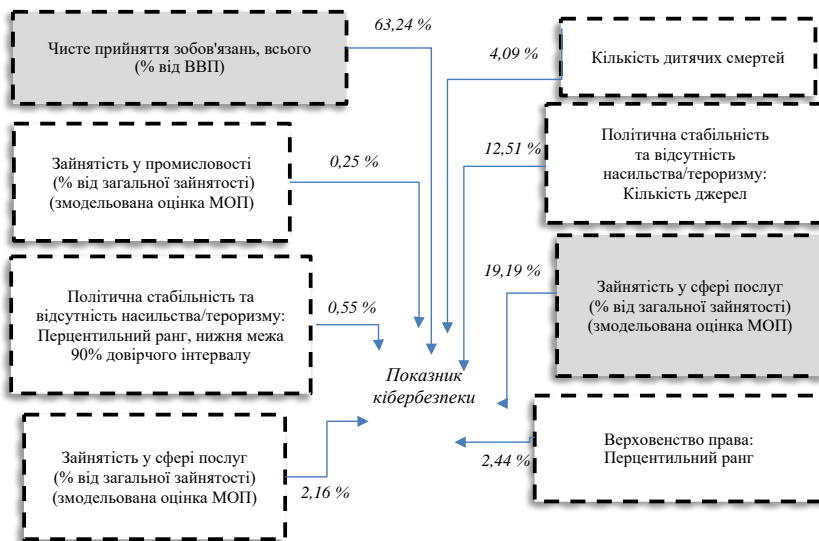 63,24 %
Чисте прийняття зобов'язань, всього
(% від ВВП)
4,09 %
Кількість дитячих смертей
Зайнятість у промисловості
(% від загальної зайнятості)
(змодельована оцінка МОП)
0,25 %
12,51 %
Політична стабільність
та відсутність
насильства/тероризму:
Кількість джерел
Політична стабільність та
відсутність насильства/тероризму:
Перцентильний ранг, нижня межа
90% довірчого інтервалу
0,55 %
19,19 %
Зайнятість у сфері послуг
(% від загальної зайнятості)
(змодельована оцінка МОП)
Показник
кібербезпеки
Зайнятість у сфері послуг
(% від загальної зайнятості)
(змодельована оцінка МОП)
2,16 %
2,44 %
Верховенство права:
Перцентильний ранг